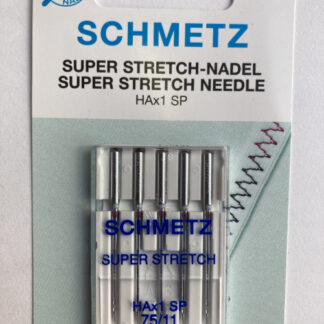 SCHMETZ
SUPER STRETCH-NADEL
SUPER STRETCH NEEDLE
HAx1 SP
SCHMETZ
SUPER STRETCH
HAx1 SP
75/11